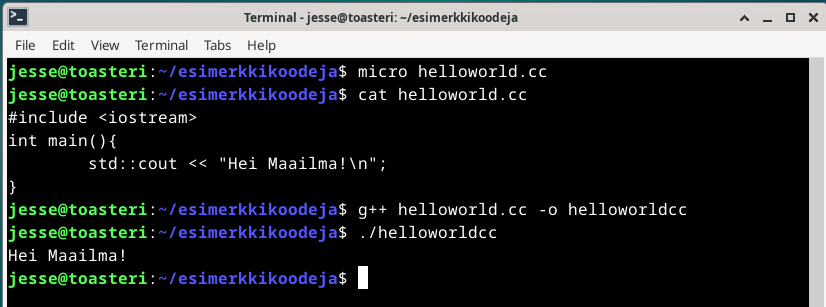 Terminal - jesse@toasteri: ~/esimerkkikoodeja
File Edit View Terminal Tabs Help
jesse@toasteri:~/esimerkkikoodeja$ micro helloworld.cc
jesse@toasteri:~/esimerkkikoodeja$ cat helloworld.cc
#include <iostream>
int main(){
        std::cout << "Hei Maailma!\n";
}
jesse@toasteri:~/esimerkkikoodeja$ g++ helloworld.cc -o helloworldcc
jesse@toasteri:~/esimerkkikoodeja$ ./helloworldcc
Hei Maailma!
jesse@toasteri:~/esimerkkikoodeja$